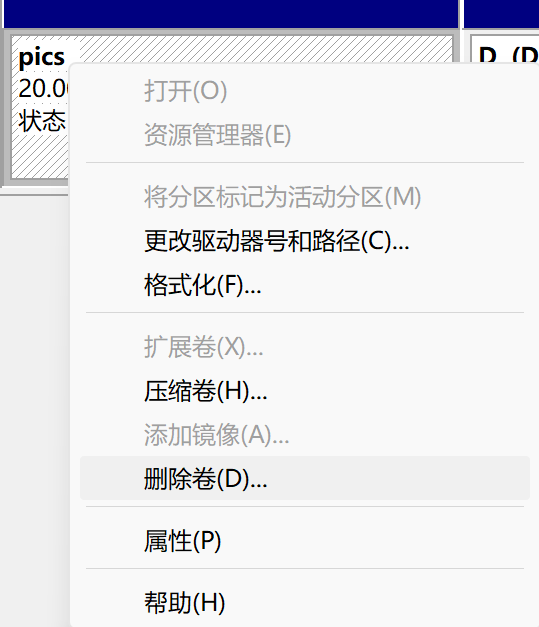 pics
D (D
20.0
状态
打开(O)
资源管理器(E)
将分区标记为活动分区(M)
更改驱动器号和路径(C)...
格式化(F)...
扩展卷(X)...
压缩卷(H)...
添加镜像(A)...
删除卷(D)...
属性(P)
帮助(H)